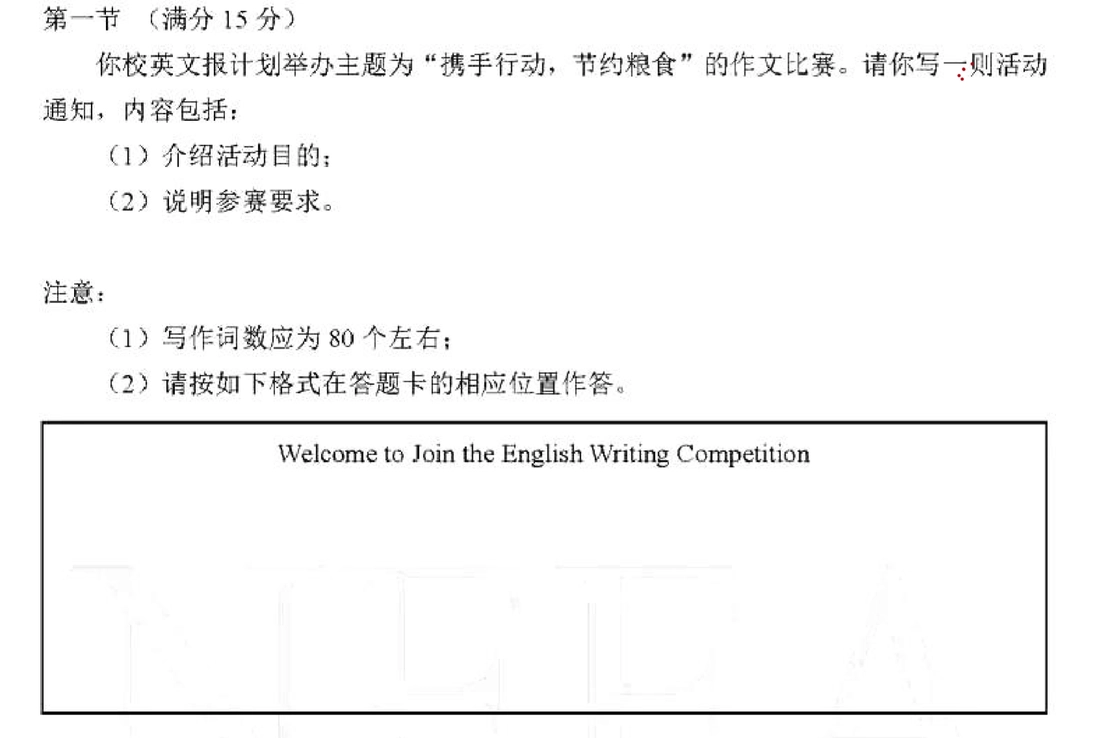 第一节 （满分 15 分）
你校英文报计划举办主题为“携手行动，节约粮食”的作文比赛。请你写一则活动
通知，内容包括：
（1）介绍活动目的；
（2）说明参赛要求。
注意：
（1）写作词数应为 80 个左右；
（2）请按如下格式在答题卡的相应位置作答。
Welcome to Join the English Writing Competition